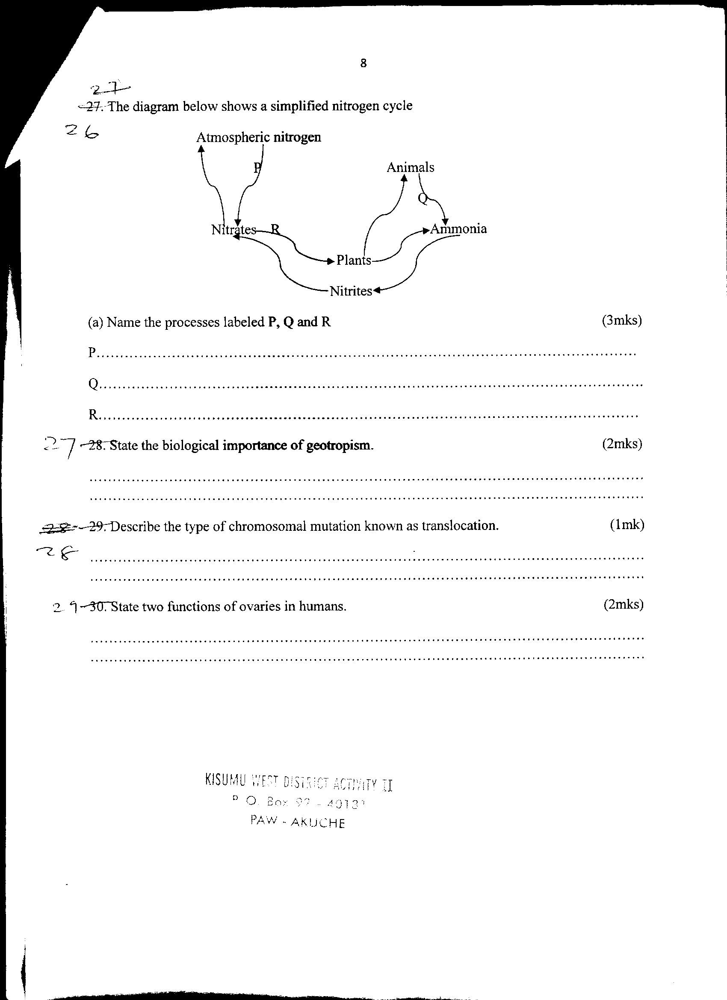 8
27
27. The diagram below shows a simplified nitrogen cycle
26
Atmospheric nitrogen
P
Animals
Q
Nitrates R Ammonia
Plants
Nitrites
(a) Name the processes labeled P, Q and R (3mks)
P................................................
Q................................................
R................................................
27 28. State the biological importance of geotropism. (2mks)
28 29. Describe the type of chromosomal mutation known as translocation. (1mk)
28
29 30. State two functions of ovaries in humans. (2mks)
KISUMU WEST DISTRICT ACTIVITY II
P O. Box
PAW - AKUCHE